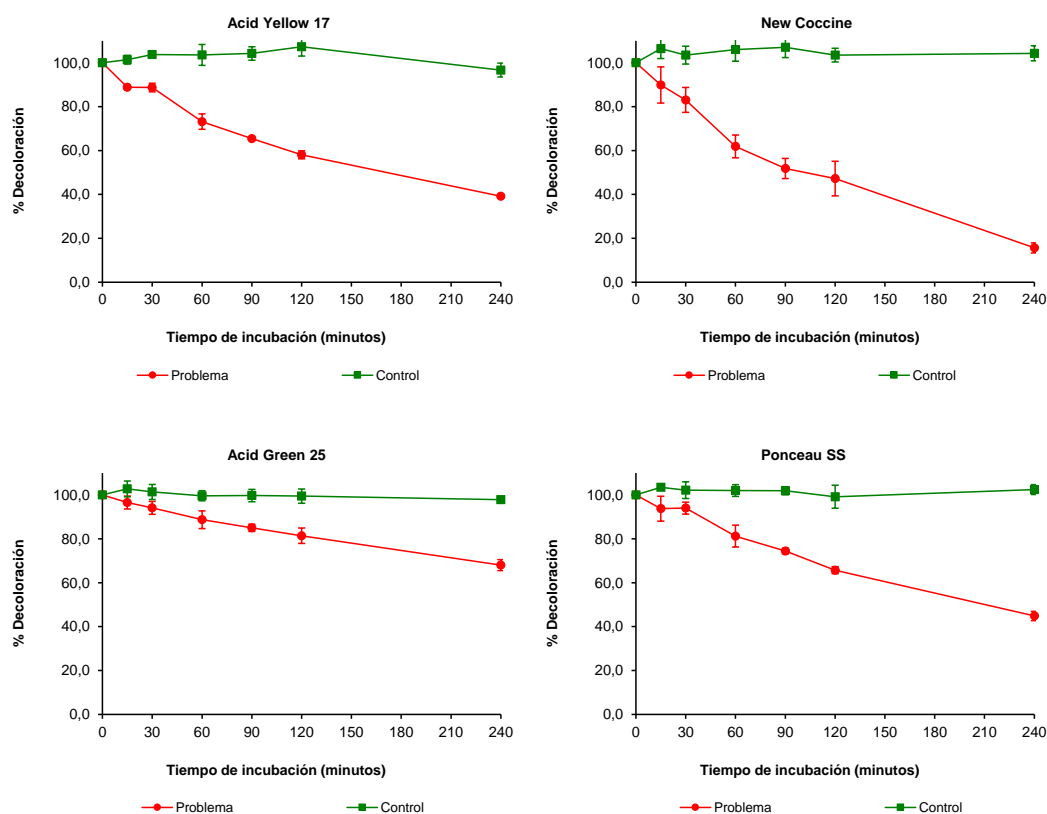 Acid Yellow 17
% Decoloración
100,0
80,0
60,0
40,0
20,0
0,0
0 30 60 90 120 150 180 210 240
Tiempo de incubación (minutos)
Problema Control
New Coccine
% Decoloración
100,0
80,0
60,0
40,0
20,0
0,0
0 30 60 90 120 150 180 210 240
Tiempo de incubación (minutos)
Problema Control
Acid Green 25
% Decoloración
100,0
80,0
60,0
40,0
20,0
0,0
0 30 60 90 120 150 180 210 240
Tiempo de incubación (minutos)
Problema Control
Ponceau SS
% Decoloración
100,0
80,0
60,0
40,0
20,0
0,0
0 30 60 90 120 150 180 210 240
Tiempo de incubación (minutos)
Problema Control